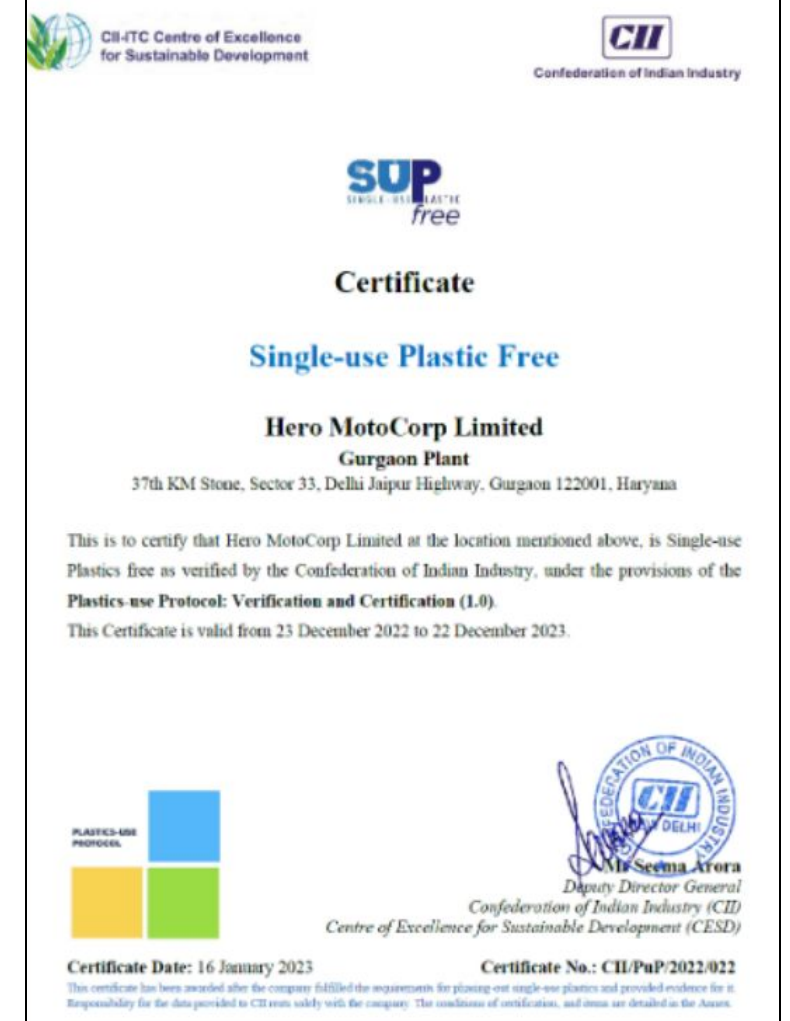 CII-ITC Centre of Excellence
for Sustainable Development
CII
Confederation of Indian Industry
SUP
SINGLE-USE PLASTIC
free
Certificate
Single-use Plastic Free
Hero MotoCorp Limited
Gurgaon Plant
37th KM Stone, Sector 33, Delhi Jaipur Highway, Gurgaon 122001, Haryana
This is to certify that Hero MotoCorp Limited at the location mentioned above, is Single-use
Plastics free as verified by the Confederation of Indian Industry, under the provisions of the
Plastics-use Protocol: Verification and Certification (1.0).
This Certificate is valid from 23 December 2022 to 22 December 2023.
CONFEDERATION OF INDIAN INDUSTRY
CII
NEW DELHI
PLASTICS-USE
PROTOCOL
Ms Seema Arora
Deputy Director General
Confederation of Indian Industry (CII)
Centre of Excellence for Sustainable Development (CESD)
Certificate Date: 16 January 2023
Certificate No.: CII/PuP/2022/022
This certificate has been awarded after the company fulfilled the requirements for phasing-out single-use plastics and provided evidence for it.
Responsibility for the data provided to CII rests solely with the company. The conditions of certification, and items are detailed in the Annex.